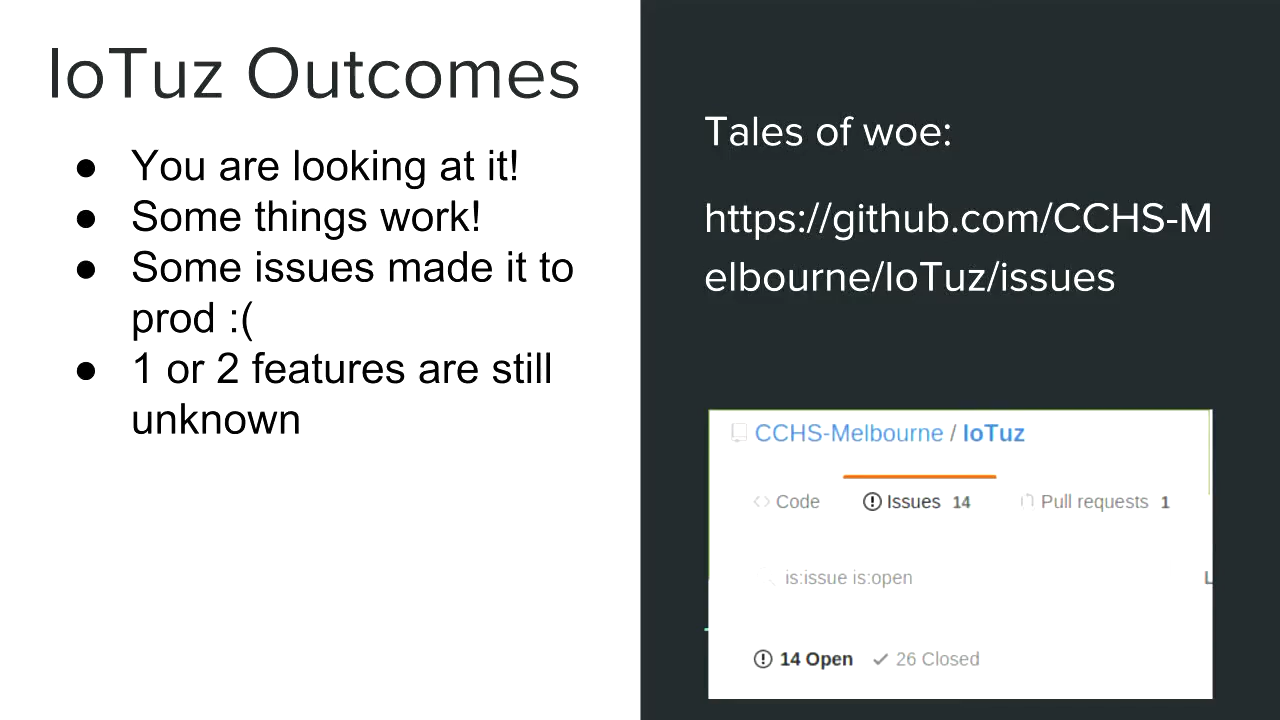 IoTuz Outcomes
● You are looking at it!
● Some things work!
● Some issues made it to
prod :(
● 1 or 2 features are still
unknown
Tales of woe:
https://github.com/CCHS-M
elbourne/IoTuz/issues
CCHS-Melbourne / IoTuz
Code Issues 14 Pull requests 1
is:issue is:open L
14 Open 26 Closed